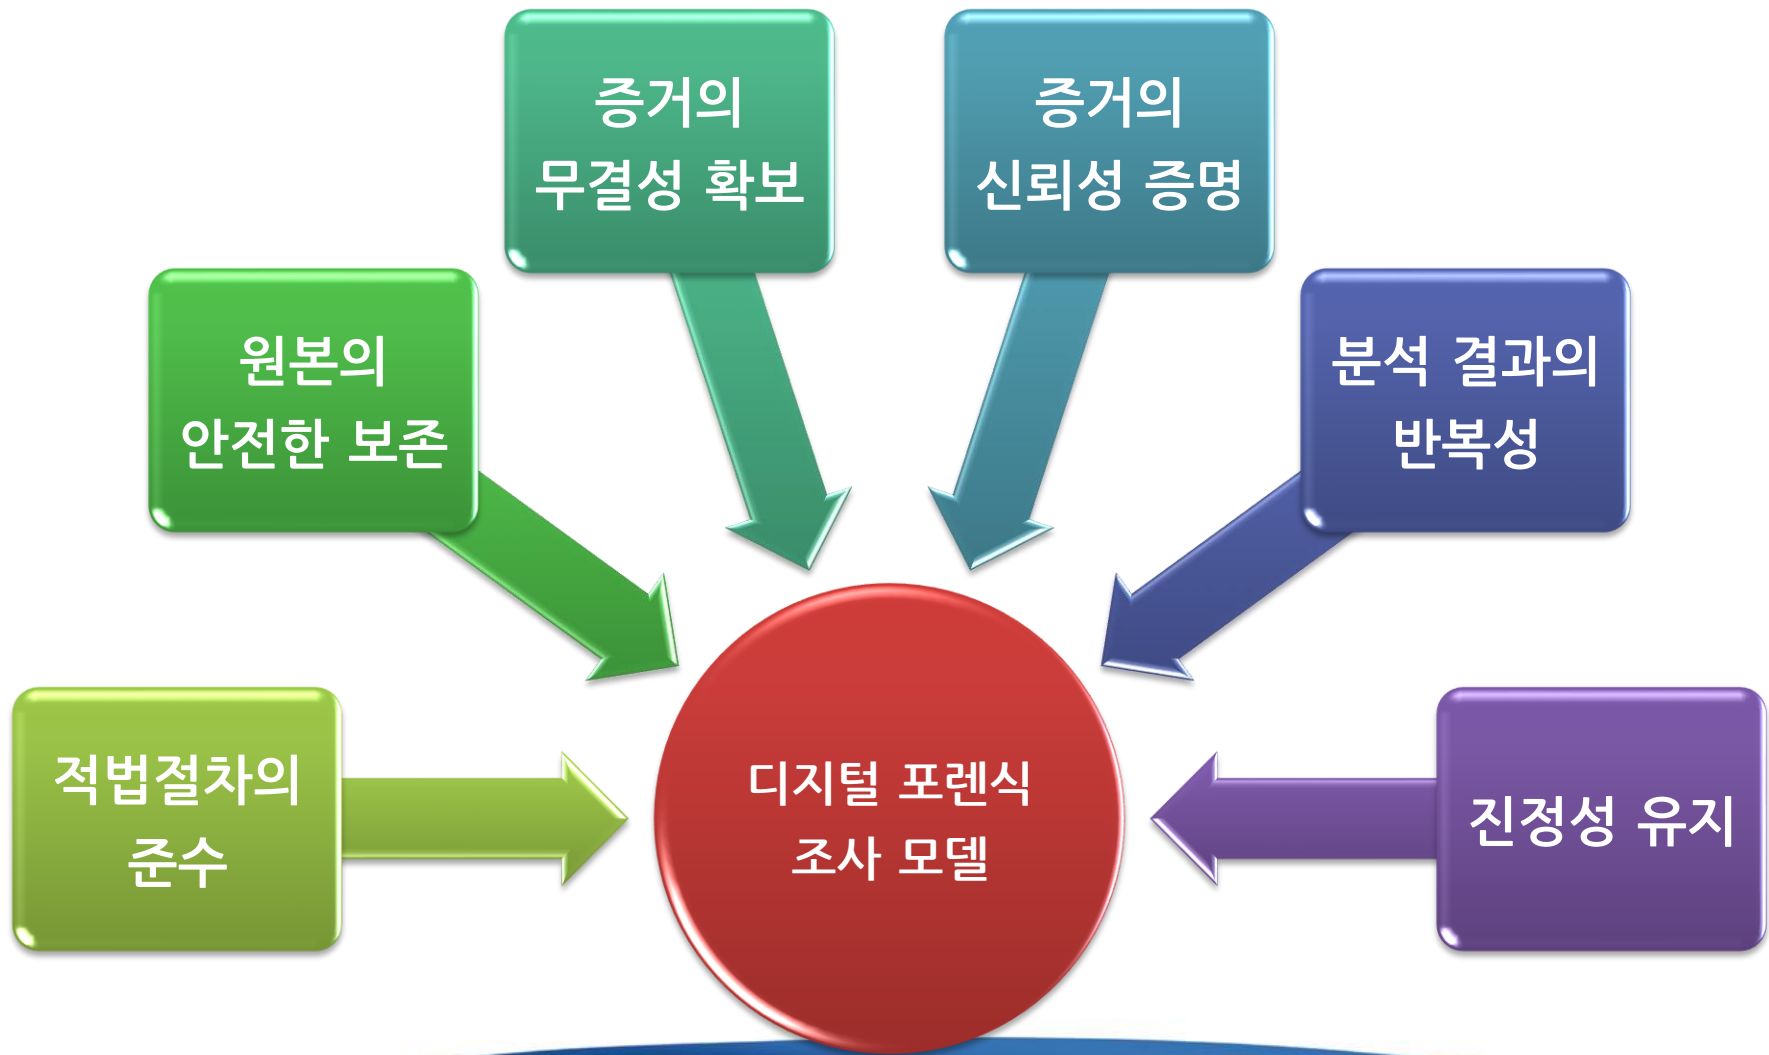 증거의
무결성 확보
증거의
신뢰성 증명
원본의
안전한 보존
분석 결과의
반복성
적법절차의
준수
디지털 포렌식
조사 모델
진정성 유지